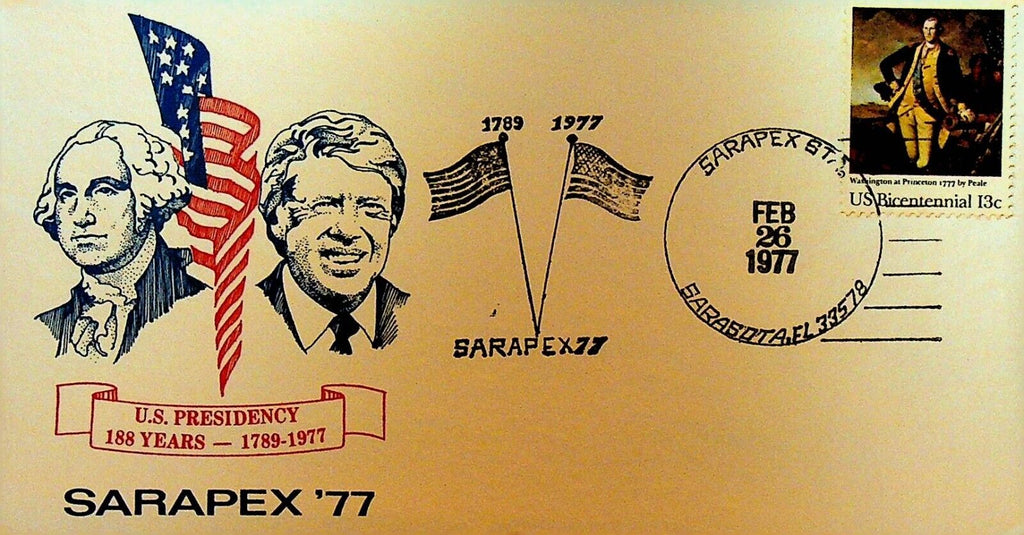 U.S. PRESIDENCY
188 YEARS — 1789-1977
SARAPEX '77
1789 1977
SARAPEX 77
SARAPEX STA.
FEB
26
1977
SARASOTA, FL 33578
Washington at Princeton 1777 by Peale
US Bicentennial 13c